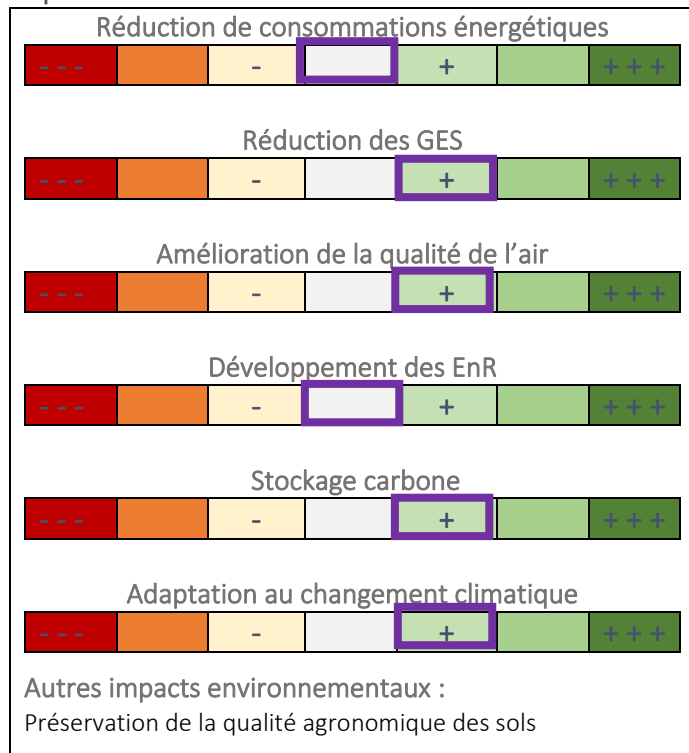 Réduction de consommations énergétiques
- - - - + + + +
Réduction des GES
- - - - + + + +
Amélioration de la qualité de l’air
- - - - + + + +
Développement des EnR
- - - - + + + +
Stockage carbone
- - - - + + + +
Adaptation au changement climatique
- - - - + + + +
Autres impacts environnementaux :
Préservation de la qualité agronomique des sols